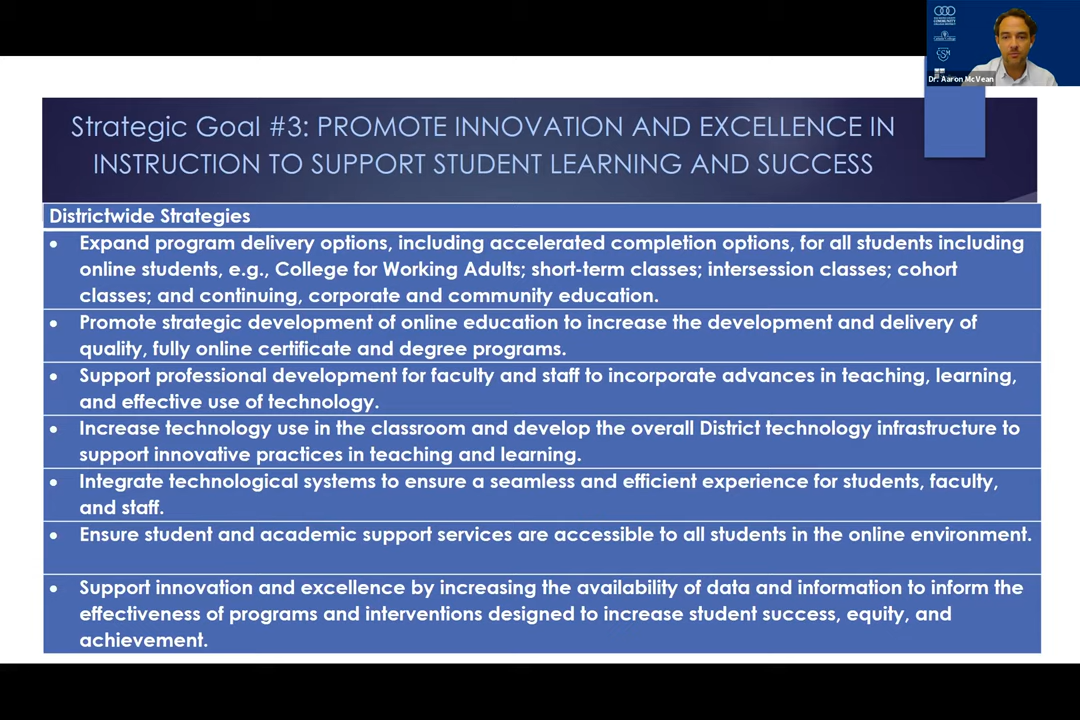 Dr. Aaron McVean
Strategic Goal #3: PROMOTE INNOVATION AND EXCELLENCE IN
INSTRUCTION TO SUPPORT STUDENT LEARNING AND SUCCESS
Districtwide Strategies
• Expand program delivery options, including accelerated completion options, for all students including
online students, e.g., College for Working Adults; short-term classes; intersession classes; cohort
classes; and continuing, corporate and community education.
• Promote strategic development of online education to increase the development and delivery of
quality, fully online certificate and degree programs.
• Support professional development for faculty and staff to incorporate advances in teaching, learning,
and effective use of technology.
• Increase technology use in the classroom and develop the overall District technology infrastructure to
support innovative practices in teaching and learning.
• Integrate technological systems to ensure a seamless and efficient experience for students, faculty,
and staff.
• Ensure student and academic support services are accessible to all students in the online environment.
• Support innovation and excellence by increasing the availability of data and information to inform the
effectiveness of programs and interventions designed to increase student success, equity, and
achievement.